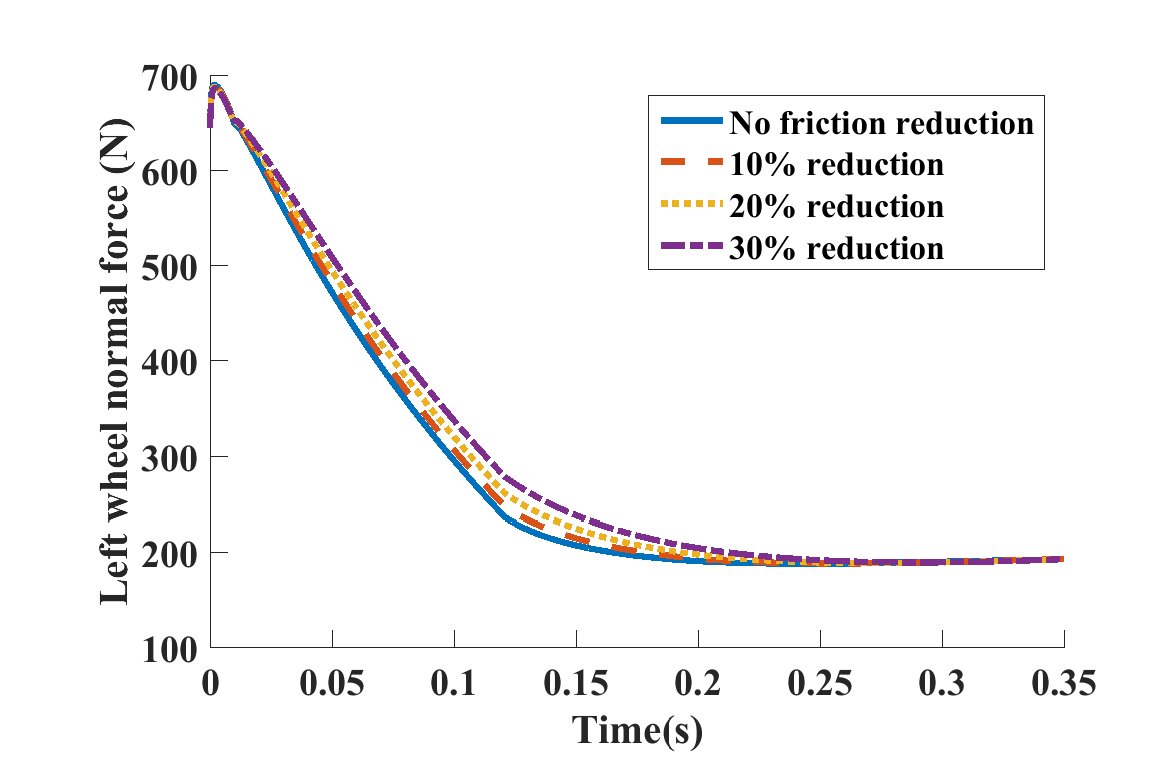 Left wheel normal force (N)
700
600
500
400
300
200
100
0 0.05 0.1 0.15 0.2 0.25 0.3 0.35
Time(s)
No friction reduction
10% reduction
20% reduction
30% reduction